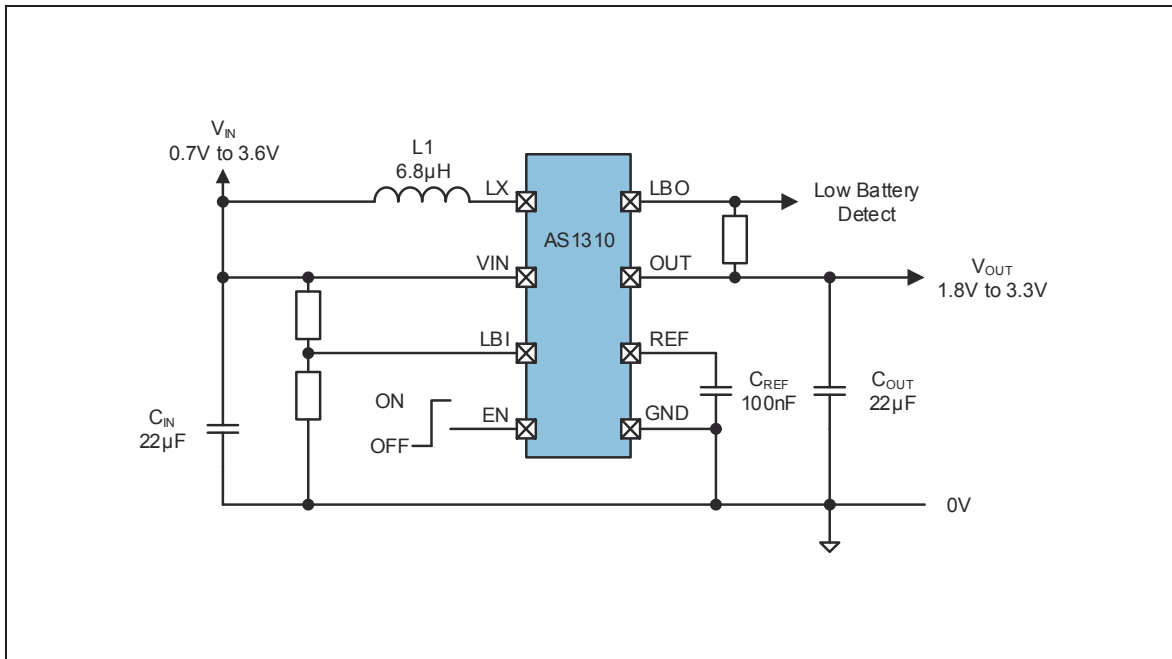 VIN
0.7V to 3.6V
L1
6.8µH
LX
LBO
Low Battery
Detect
AS1310
VIN
OUT
VOUT
1.8V to 3.3V
LBI
REF
CREF
100nF
COUT
22µF
ON
OFF
EN
GND
CIN
22µF
0V